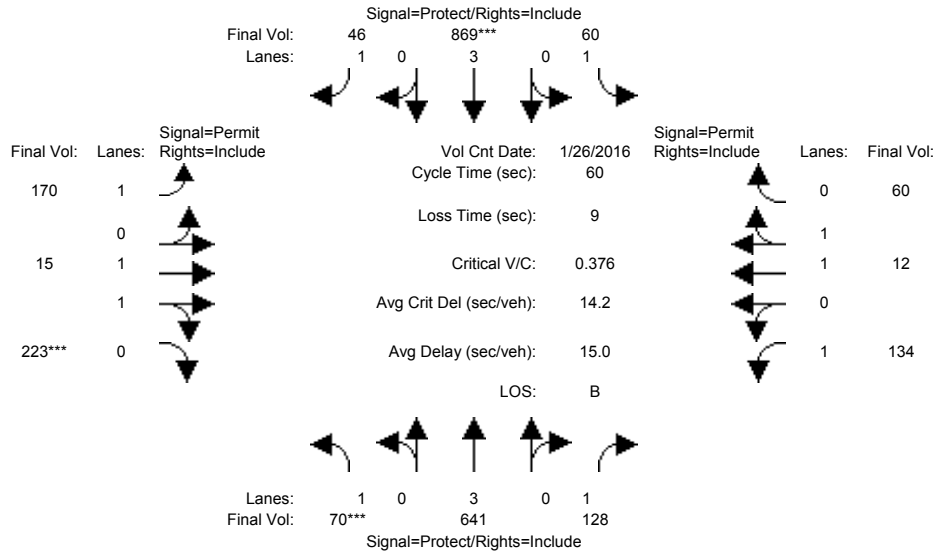 Signal=Protect/Rights=Include
Final Vol: 46 869*** 60
Lanes: 1 0 3 0 1
Signal=Permit Signal=Permit
Final Vol: Lanes: Rights=Include Vol Cnt Date: 1/26/2016 Rights=Include Lanes: Final Vol:
Cycle Time (sec): 60
170 1 0 60
Loss Time (sec): 9
0 1
15 1 Critical V/C: 0.376 1 12
1 Avg Crit Del (sec/veh): 14.2 0
223*** 0 Avg Delay (sec/veh): 15.0 1 134
LOS: B
Lanes: 1 0 3 0 1
Final Vol: 70*** 641 128
Signal=Protect/Rights=Include